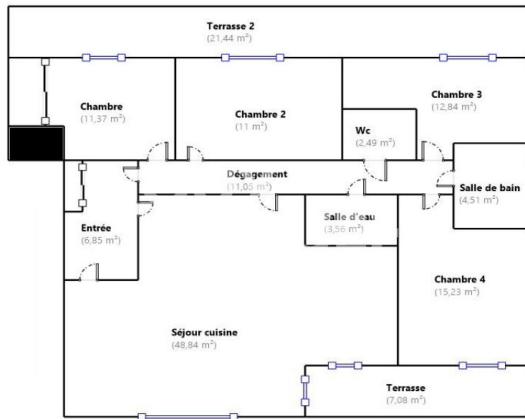 Terrasse 2
(21,44 m²)
Chambre
(11,37 m²)
Chambre 2
(11 m²)
Chambre 3
(12,84 m²)
Wc
(2,49 m²)
Dégagement
(11,05 m²)
Salle de bain
(4,51 m²)
Entrée
(6,85 m²)
Salle d'eau
(3,56 m²)
Chambre 4
(15,23 m²)
Séjour cuisine
(48,84 m²)
Terrasse
(7,08 m²)